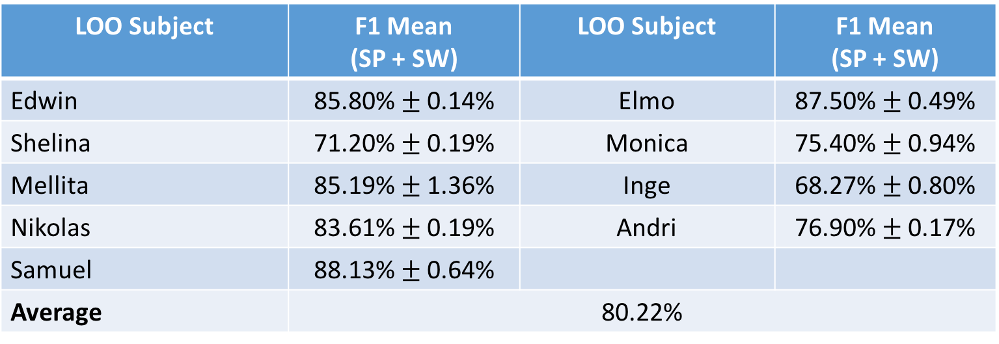 LOO Subject F1 Mean (SP + SW) LOO Subject F1 Mean (SP + SW)
Edwin 85.80% ± 0.14% Elmo 87.50% ± 0.49%
Shelina 71.20% ± 0.19% Monica 75.40% ± 0.94%
Mellita 85.19% ± 1.36% Inge 68.27% ± 0.80%
Nikolas 83.61% ± 0.19% Andri 76.90% ± 0.17%
Samuel 88.13% ± 0.64%
Average 80.22%